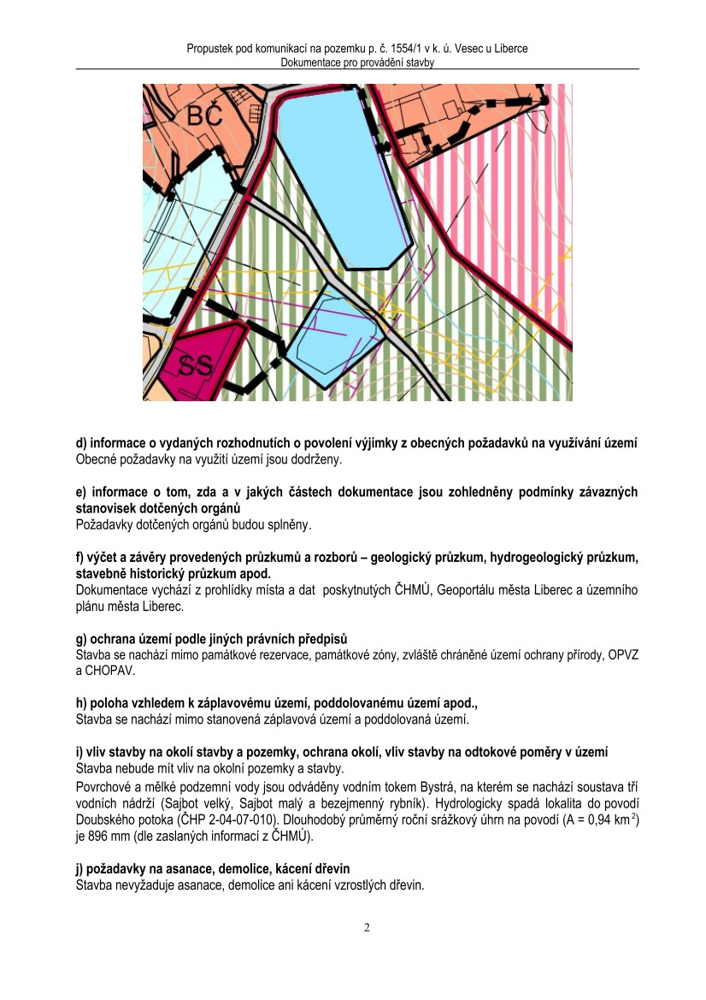 Propustek pod komunikací na pozemku p. č. 1554/1 v k. ú. Vesec u Liberce
Dokumentace pro provádění stavby
BČ
SS
d) informace o vydaných rozhodnutích o povolení výjimky z obecných požadavků na využívání území
Obecné požadavky na využití území jsou dodrženy.
e) informace o tom, zda a v jakých částech dokumentace jsou zohledněny podmínky závazných
stanovisek dotčených orgánů
Požadavky dotčených orgánů budou splněny.
f) výčet a závěry provedených průzkumů a rozborů – geologický průzkum, hydrogeologický průzkum,
stavebně historický průzkum apod.
Dokumentace vychází z prohlídky místa a dat poskytnutých ČHMÚ, Geoportálu města Liberec a územního
plánu města Liberec.
g) ochrana území podle jiných právních předpisů
Stavba se nachází mimo památkové rezervace, památkové zóny, zvláště chráněné území ochrany přírody, OPVZ
a CHOPAV.
h) poloha vzhledem k záplavovému území, poddolovanému území apod.,
Stavba se nachází mimo stanovená záplavová území a poddolovaná území.
i) vliv stavby na okolí stavby a pozemky, ochrana okolí, vliv stavby na odtokové poměry v území
Stavba nebude mít vliv na okolní pozemky a stavby.
Povrchové a mělké podzemní vody jsou odváděny vodním tokem Bystrá, na kterém se nachází soustava tří
vodních nádrží (Sajbot velký, Sajbot malý a bezejmenný rybník). Hydrologicky spadá lokalita do povodí
Doubského potoka (ČHP 2-04-07-010). Dlouhodobý průměrný roční srážkový úhrn na povodí (A = 0,94 km²)
je 896 mm (dle zaslaných informací z ČHMÚ).
j) požadavky na asanace, demolice, kácení dřevin
Stavba nevyžaduje asanace, demolice ani kácení vzrostlých dřevin.
2